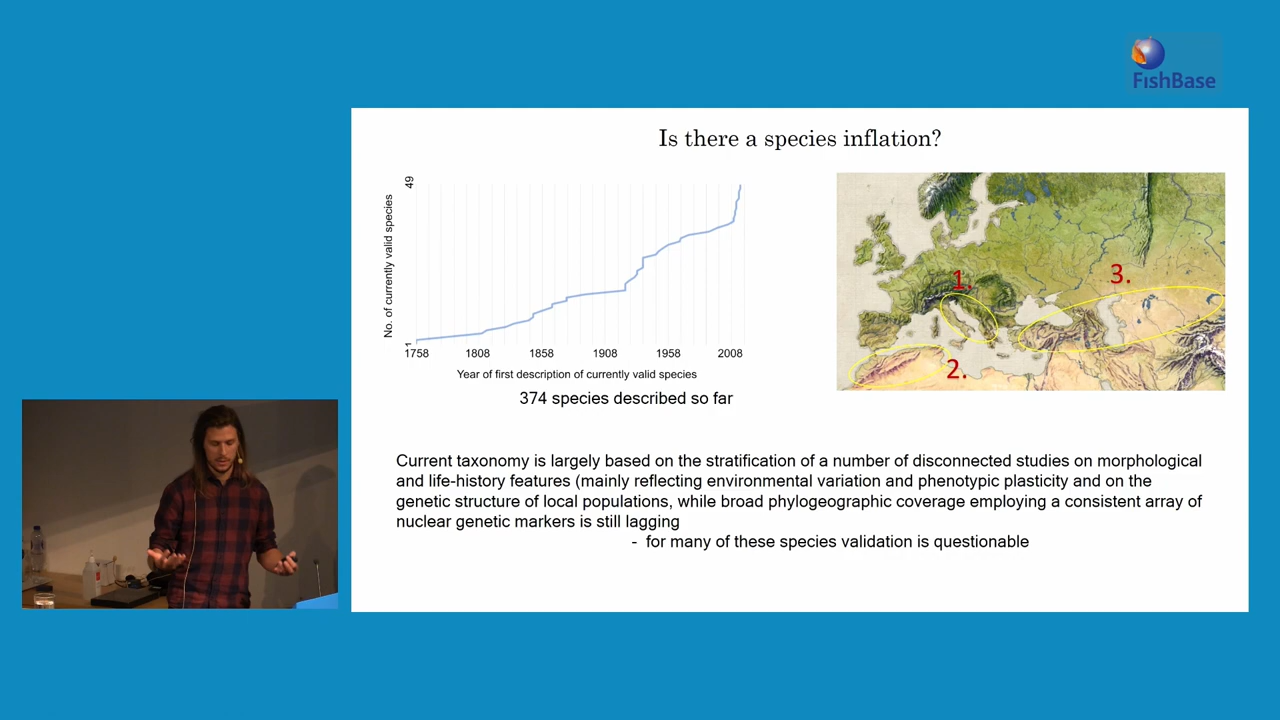 FishBase
Is there a species inflation?
49
No. of currently valid species
1
1758 1808 1858 1908 1958 2008
Year of first description of currently valid species
374 species described so far
1.
2.
3.
Current taxonomy is largely based on the stratification of a number of disconnected studies on morphological
and life-history features (mainly reflecting environmental variation and phenotypic plasticity and on the
genetic structure of local populations, while broad phylogeographic coverage employing a consistent array of
nuclear genetic markers is still lagging
- for many of these species validation is questionable